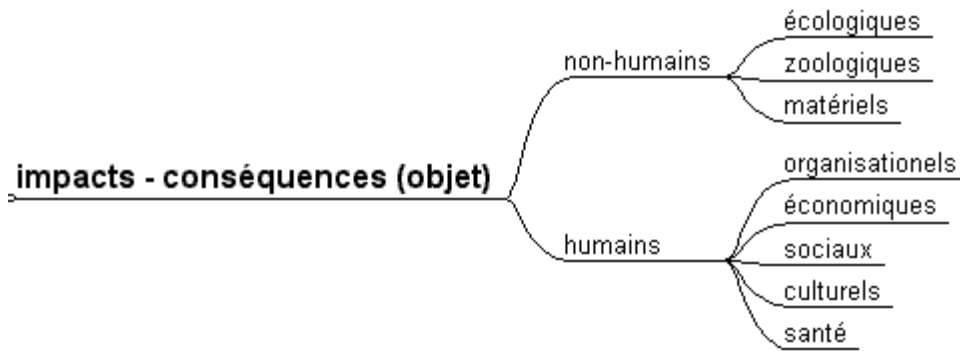 impacts - conséquences (objet)
non-humains
écologiques
zoologiques
matériels
humains
organisationels
économiques
sociaux
culturels
santé